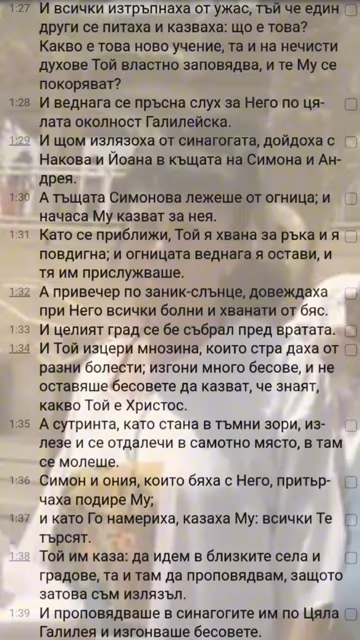 1:27 И всички изтръпнаха от ужас, тъй че един
други се питаха и казваха: що е това?
Какво е това ново учение, та и на нечисти
духове Той властно заповядва, и те Му се
покоряват?
1:28 И веднага се пръсна слух за Него по ця-
лата околност Галилейска.
1:29 И щом излязоха от синагогата, дойдоха с
Накова и Йоана в къщата на Симона и Ан-
дрея.
1:30 А тъщата Симонова лежеше от огница; и
начаса Му казват за нея.
1:31 Като се приближи, Той я хвана за ръка и я
повдигна; и огницата веднага я остави, и
тя им прислужваше.
1:32 А привечер по заник-слънце, довеждаха
при Него всички болни и хванати от бяс.
1:33 И целият град се бе събрал пред вратата.
1:34 И Той изцери мнозина, които стра даха от
разни болести; изгони много бесове, и не
оставяше бесовете да казват, че знаят,
какво Той е Христос.
1:35 А сутринта, като стана в тъмни зори, из-
лезе и се отдалечи в самотно място, в там
се молеше.
1:36 Симон и ония, които бяха с Него, притър-
чаха подире Му;
1:37 и като Го намериха, казаха Му: всички Те
търсят.
1:38 Той им каза: да идем в близките села и
градове, та и там да проповядвам, защото
затова съм излязъл.
1:39 И проповядваше в синагогите им по Цяла
Галилея и изгонваше бесовете.